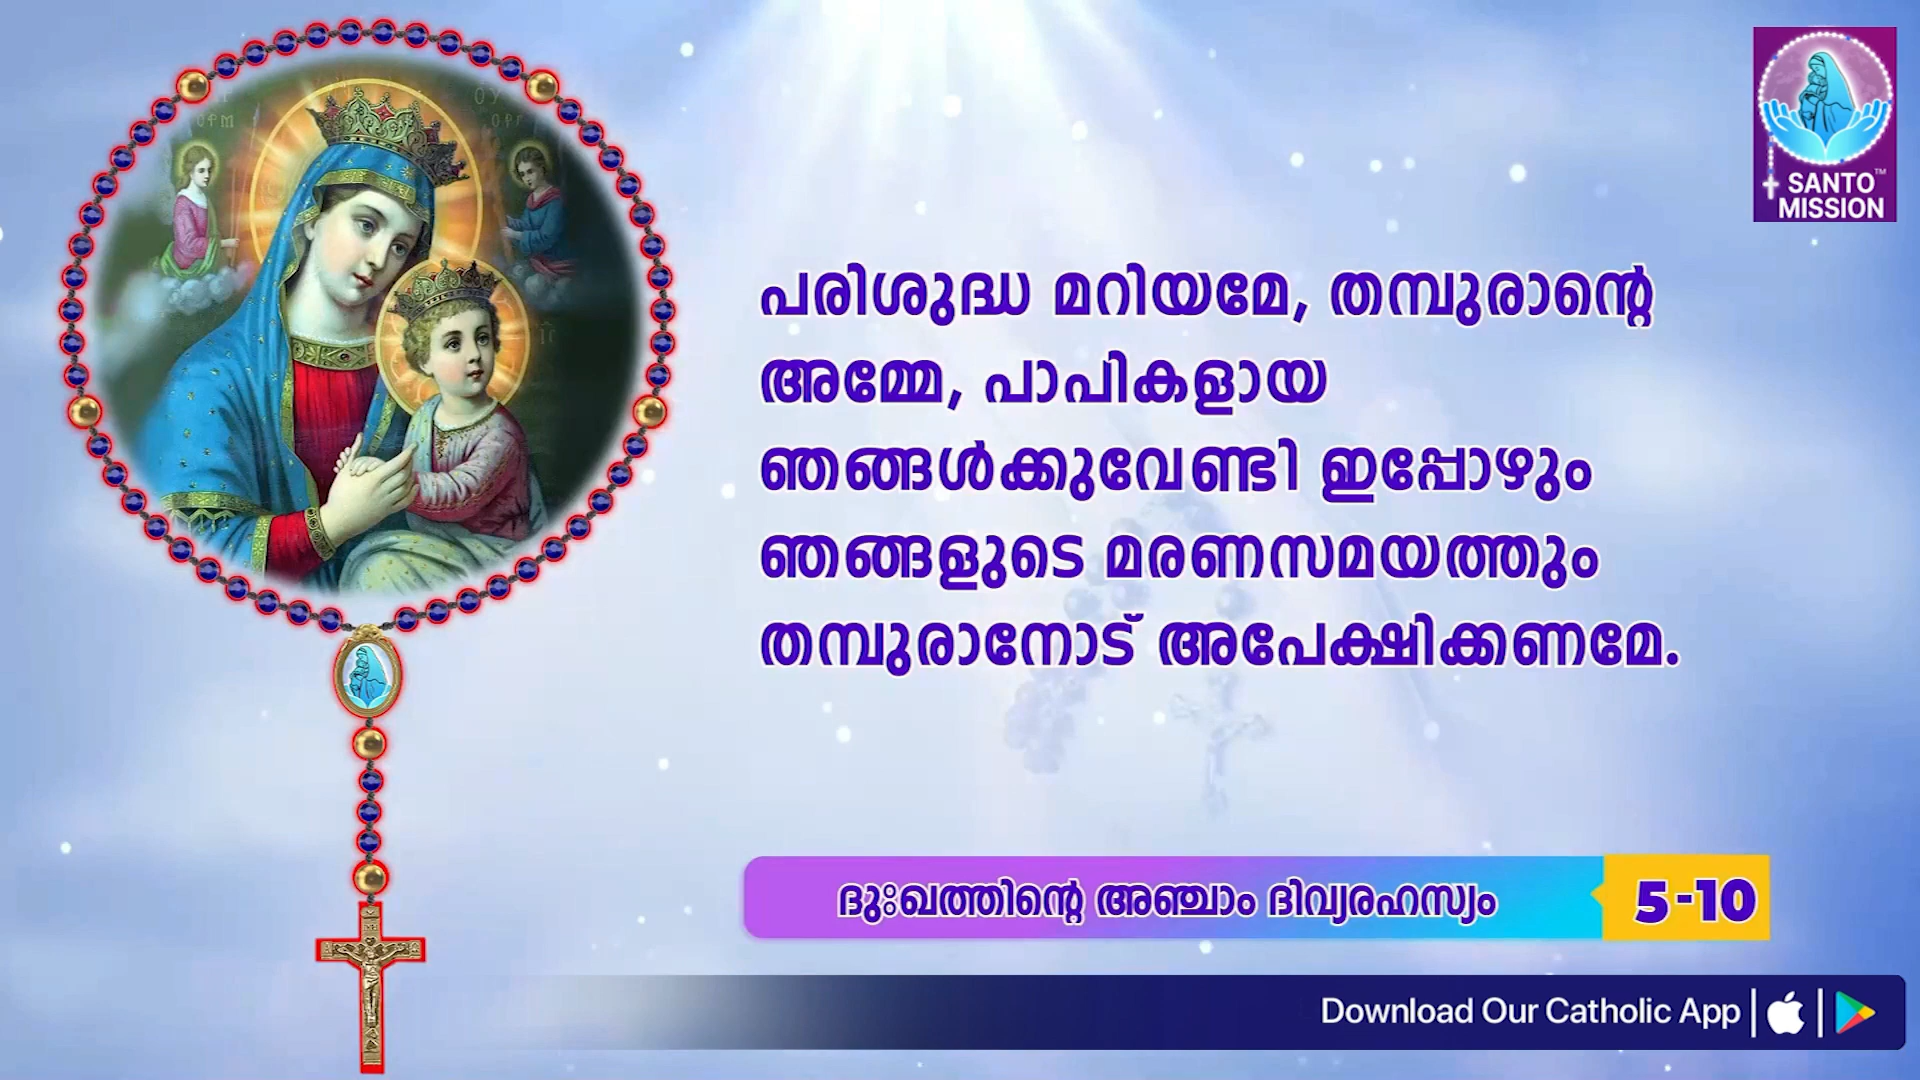 SANTO™
MISSION
പരിശുദ്ധ മറിയമേ, തമ്പുരാന്റെ
അമ്മേ, പാപികളായ
ഞങ്ങൾക്കുവേണ്ടി ഇപ്പോഴും
ഞങ്ങളുടെ മരണസമയത്തും
തമ്പുരാനോട് അപേക്ഷിക്കണമേ.
ദുഃഖത്തിന്റെ അഞ്ചാം ദിവ്യരഹസ്യം 5-10
Download Our Catholic App